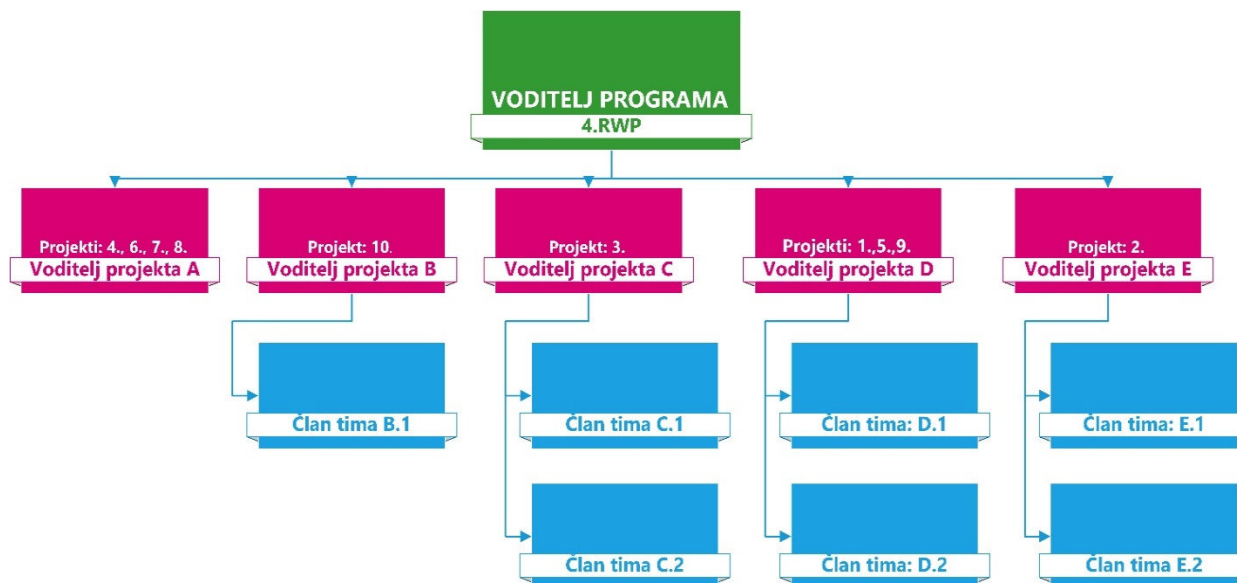 VODITELJ PROGRAMA
4.RWP
Projekti: 4., 6., 7., 8.
Voditelj projekta A
Projekt: 10.
Voditelj projekta B
Projekt: 3.
Voditelj projekta C
Projekti: 1.,5.,9.
Voditelj projekta D
Projekt: 2.
Voditelj projekta E
Član tima B.1
Član tima C.1
Član tima: D.1
Član tima: E.1
Član tima C.2
Član tima: D.2
Član tima E.2